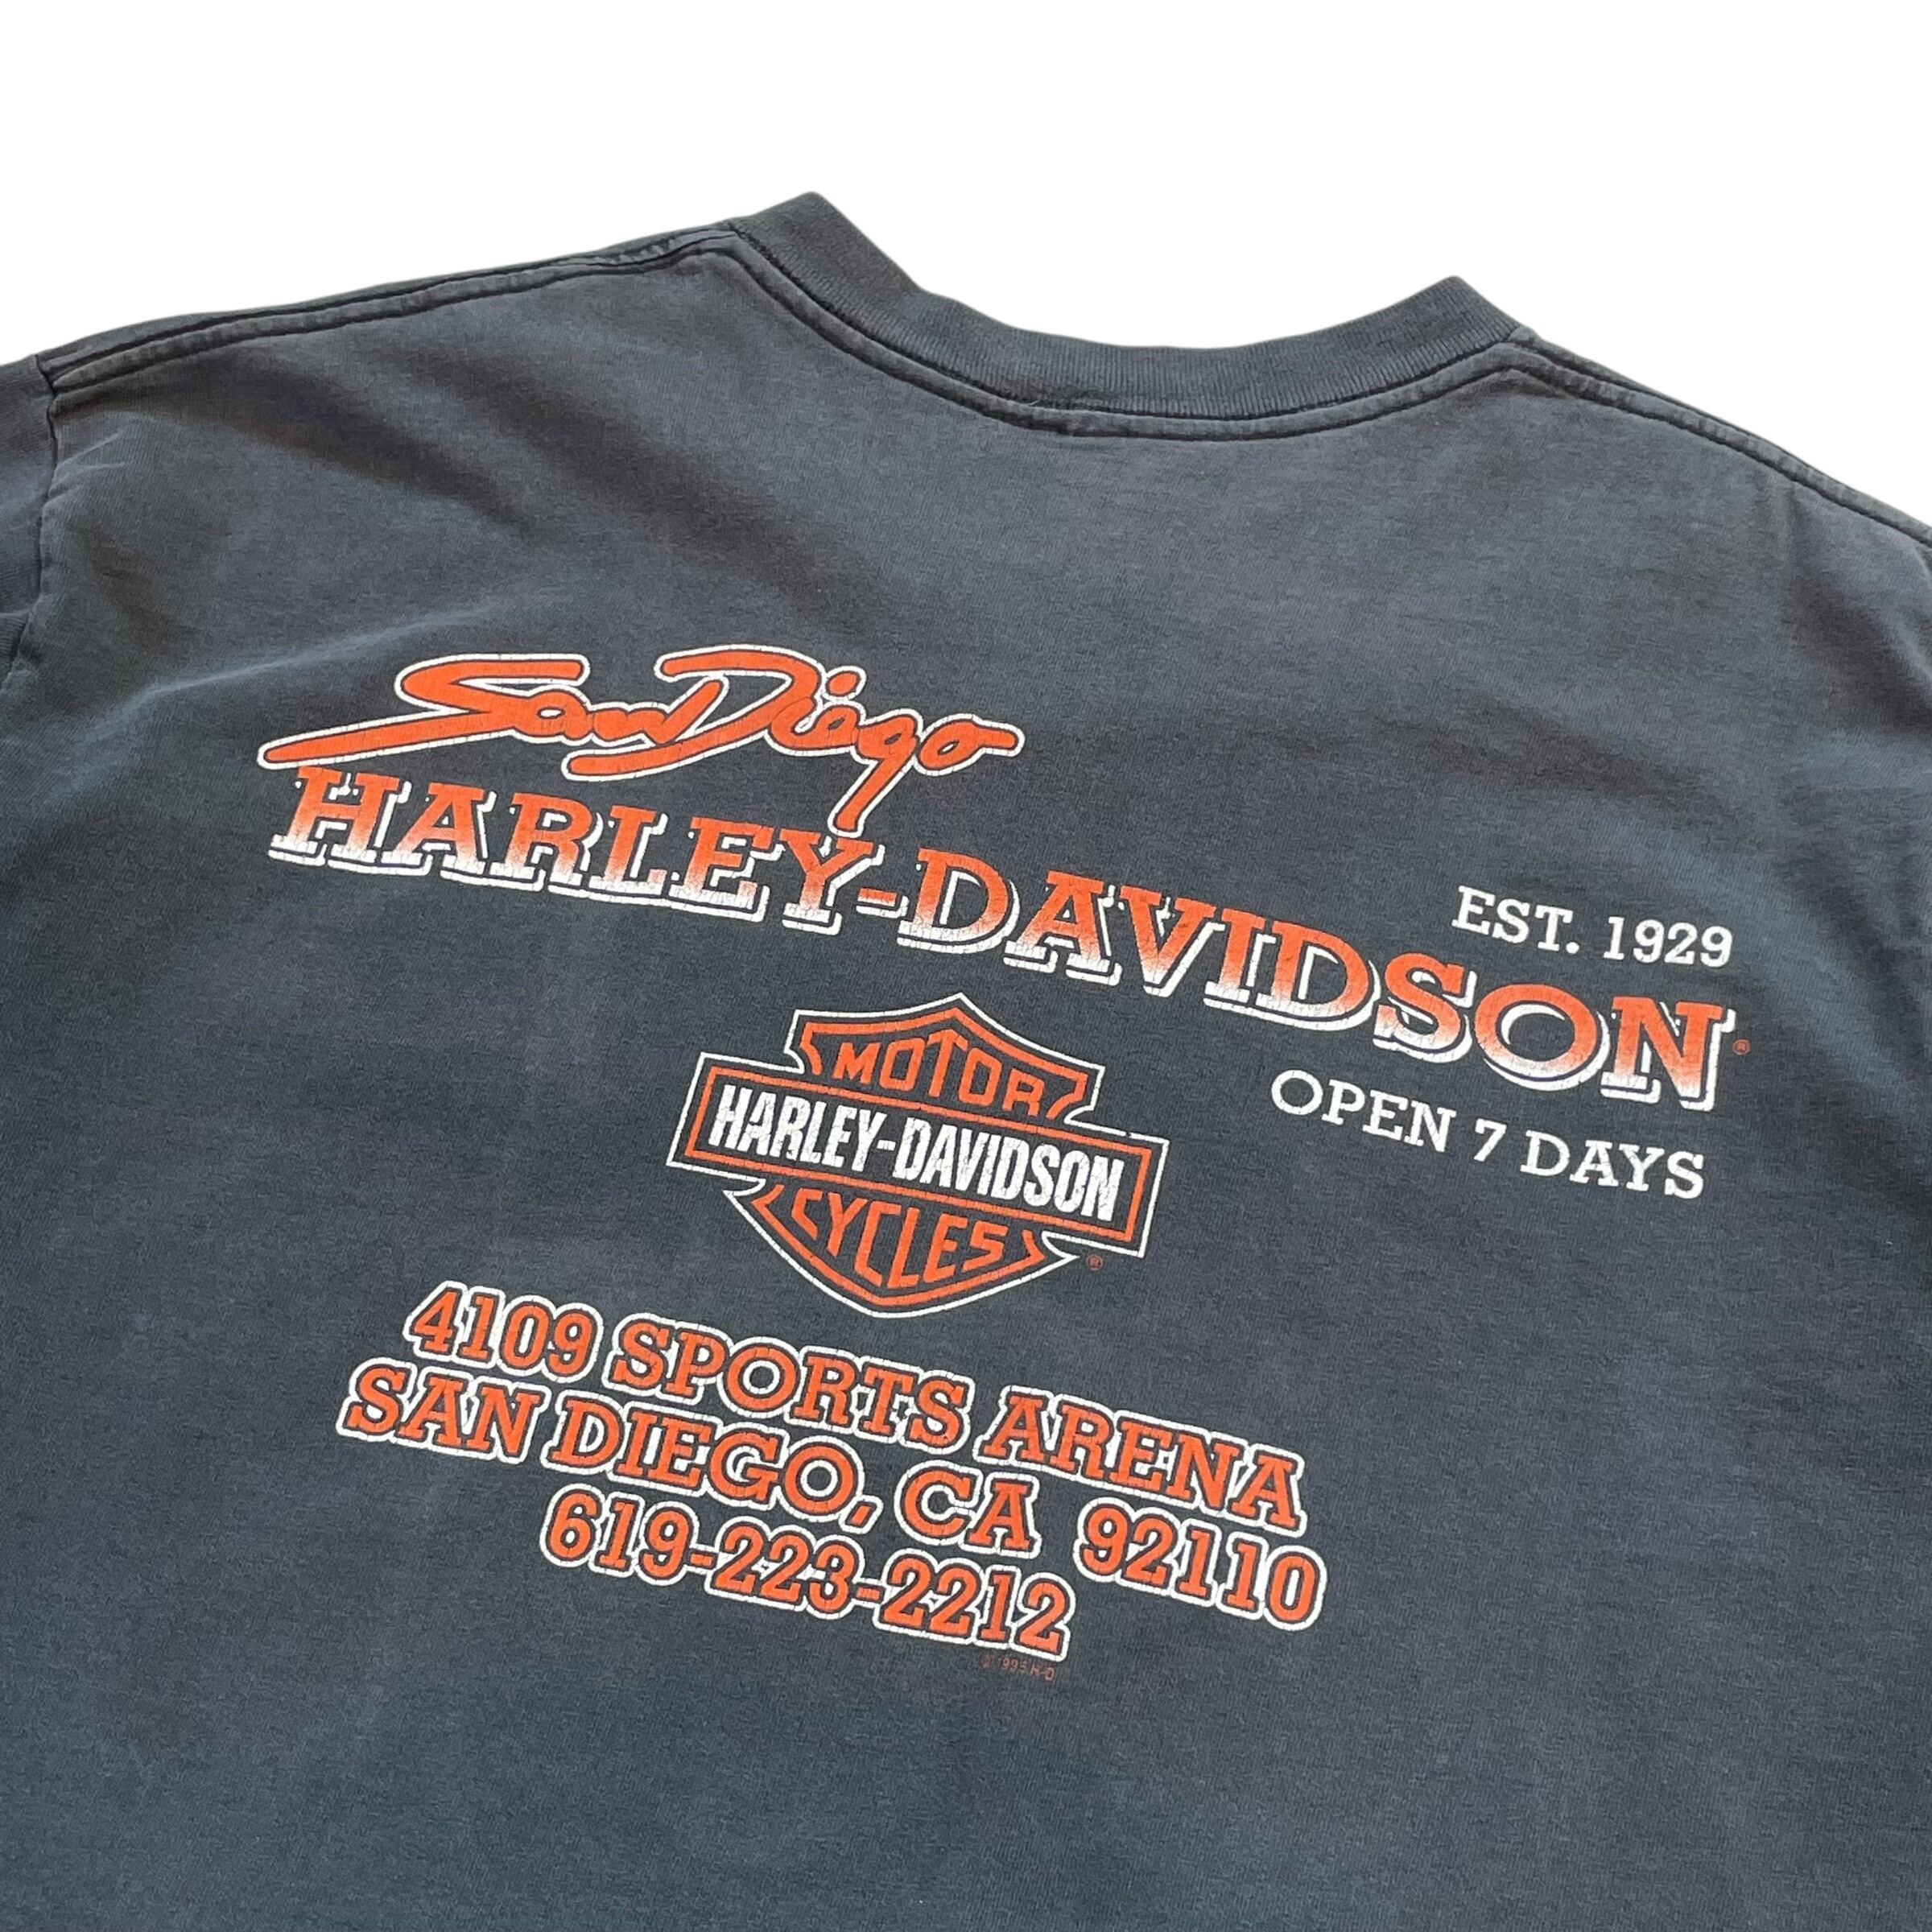 San Diego
HARLEY-DAVIDSON®
EST. 1929
OPEN 7 DAYS
MOTOR
HARLEY-DAVIDSON
CYCLES
®
4109 SPORTS ARENA
SAN DIEGO, CA 92110
619-223-2212
© 1995 H-D